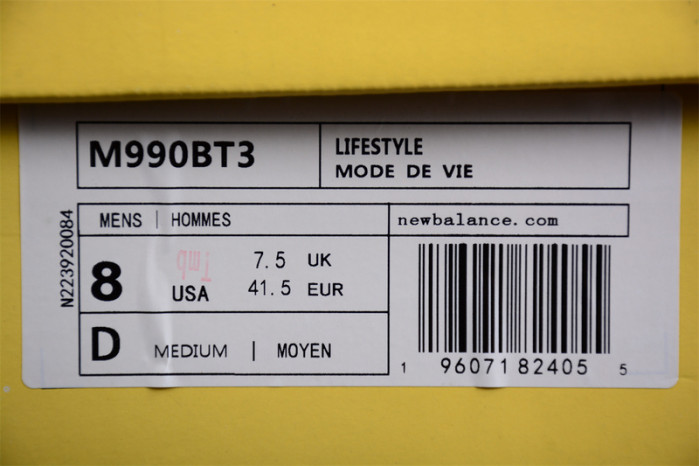 M990BT3
LIFESTYLE
MODE DE VIE
N223920084
MENS | HOMMES
newbalance.com
8 USA
7.5 UK
41.5 EUR
D MEDIUM | MOYEN
1 96071 82405 5